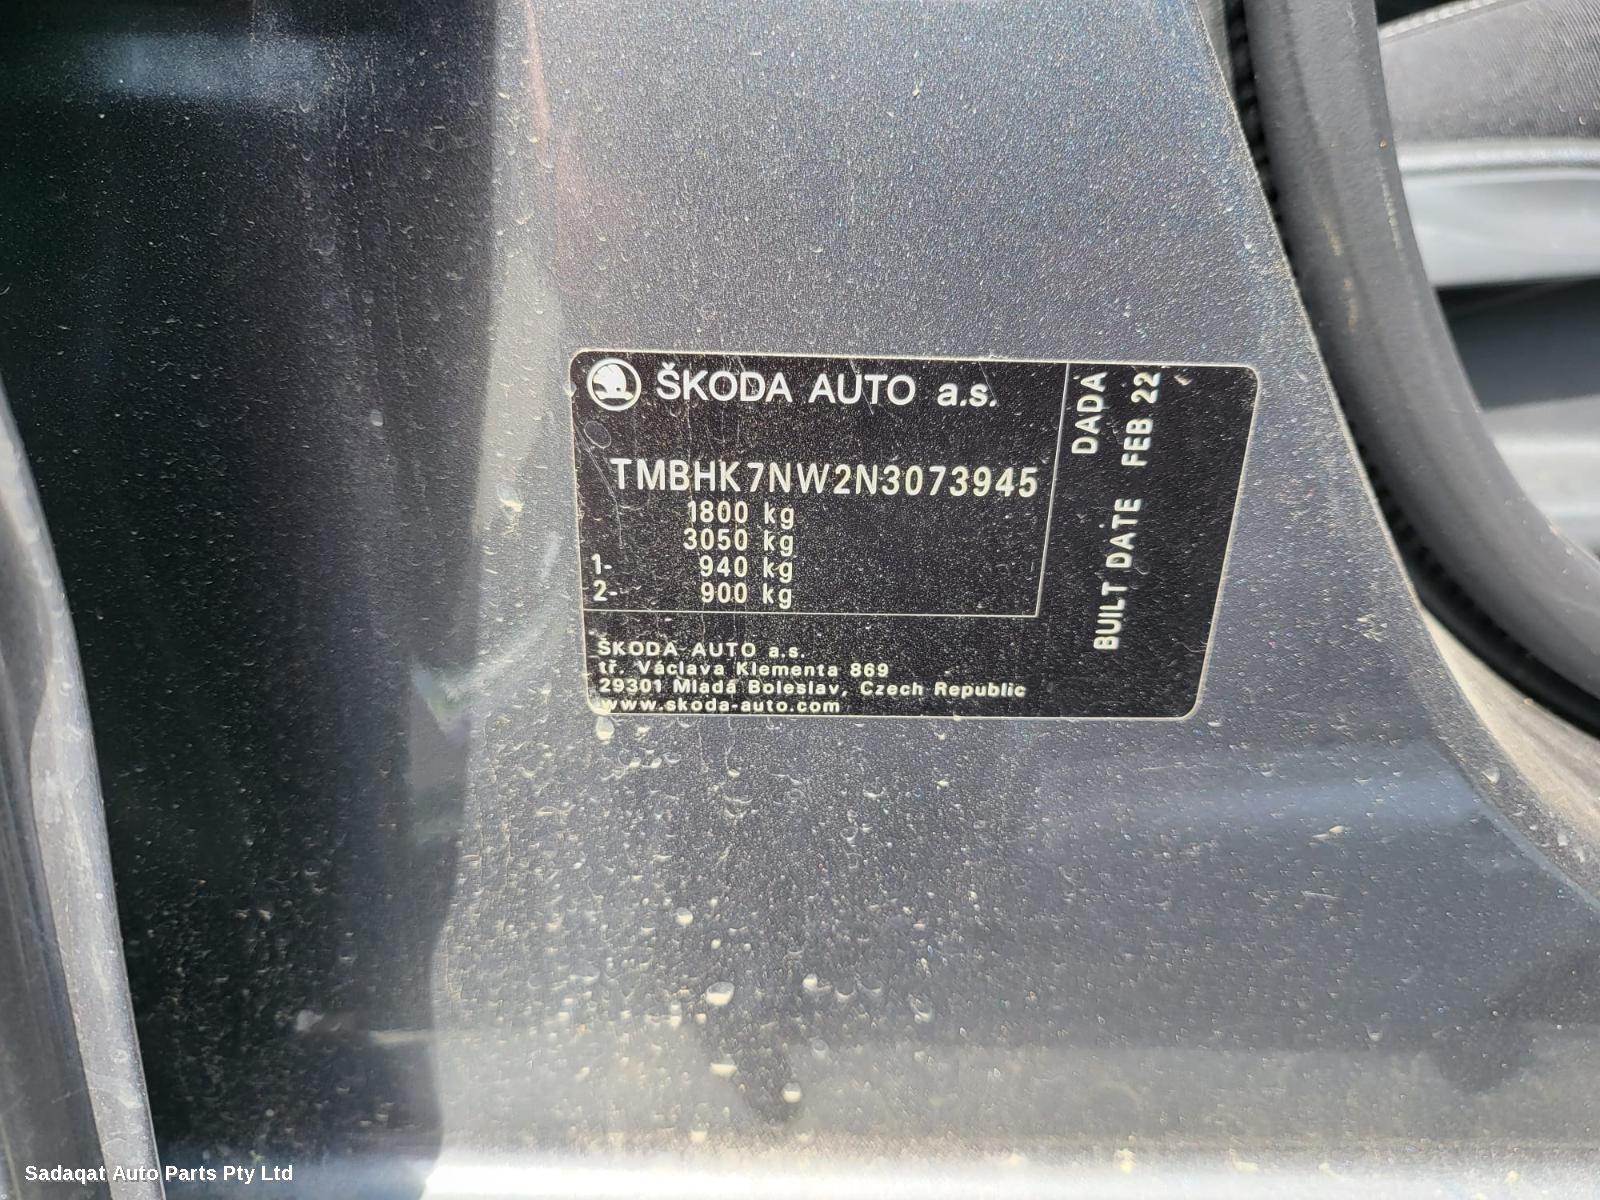 ŠKODA AUTO a.s.
TMBHK7NW2N3073945
1800 kg
3050 kg
1- 940 kg
2- 900 kg
ŠKODA AUTO a.s.
tř. Václava Klementa 869
29301 Mladá Boleslav, Czech Republic
www.skoda-auto.com
DADA
BUILT DATE FEB 22
Sadaqat Auto Parts Pty Ltd